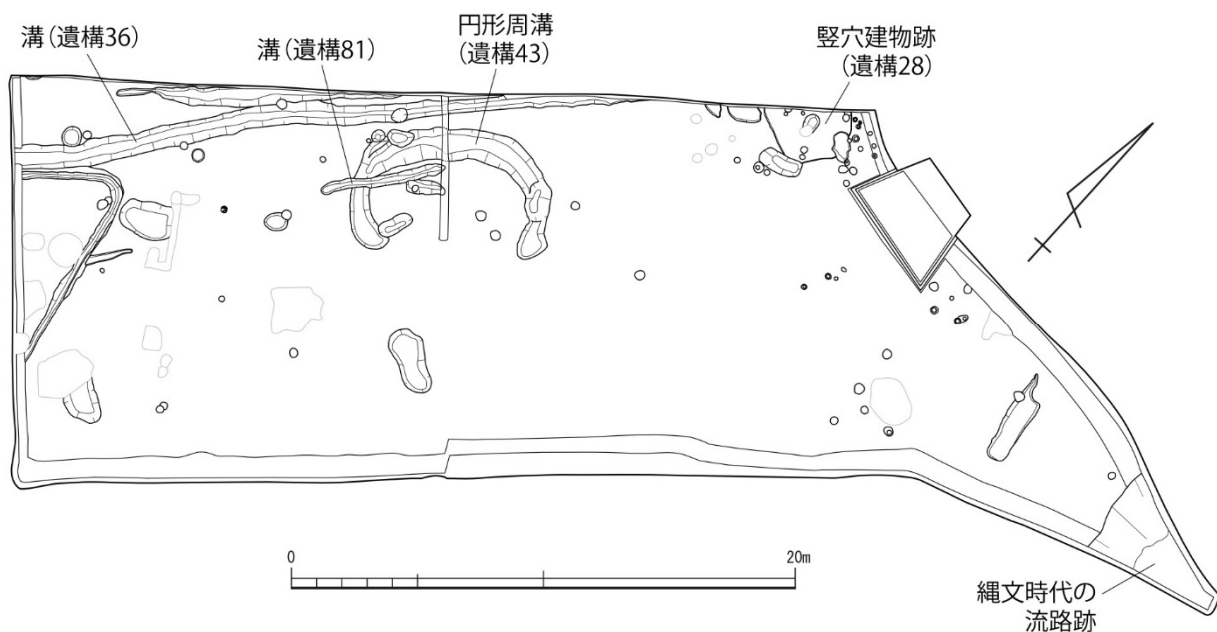 溝(遺構36)
溝(遺構81)
円形周溝
(遺構43)
竪穴建物跡
(遺構28)
0
20m
縄文時代の
流路跡